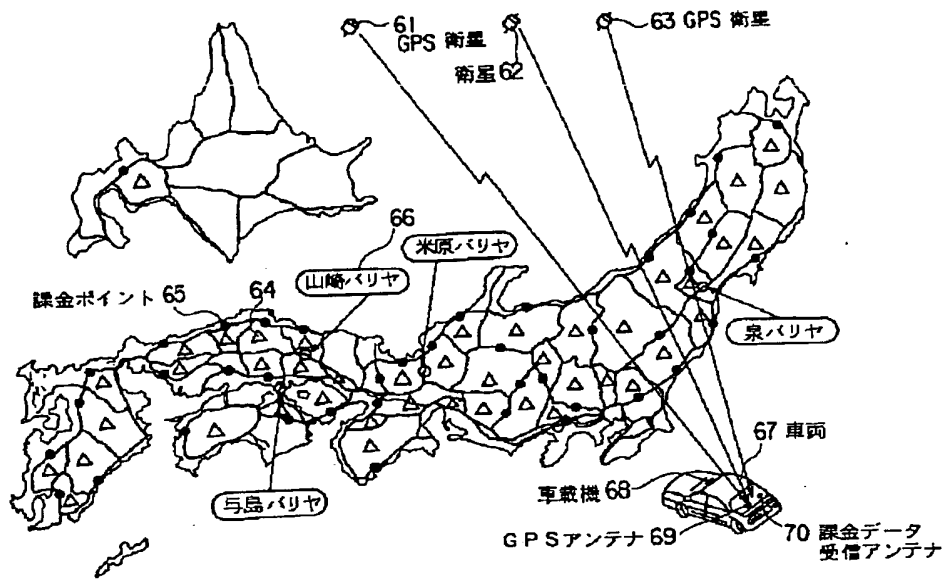 61
GPS 衛星
衛星62
63 GPS 衛星
66
米原バリヤ
山崎バリヤ
64
課金ポイント 65
泉バリヤ
67 車両
車載機 68
与島バリヤ
GPSアンテナ 69
70 課金データ
受信アンテナ